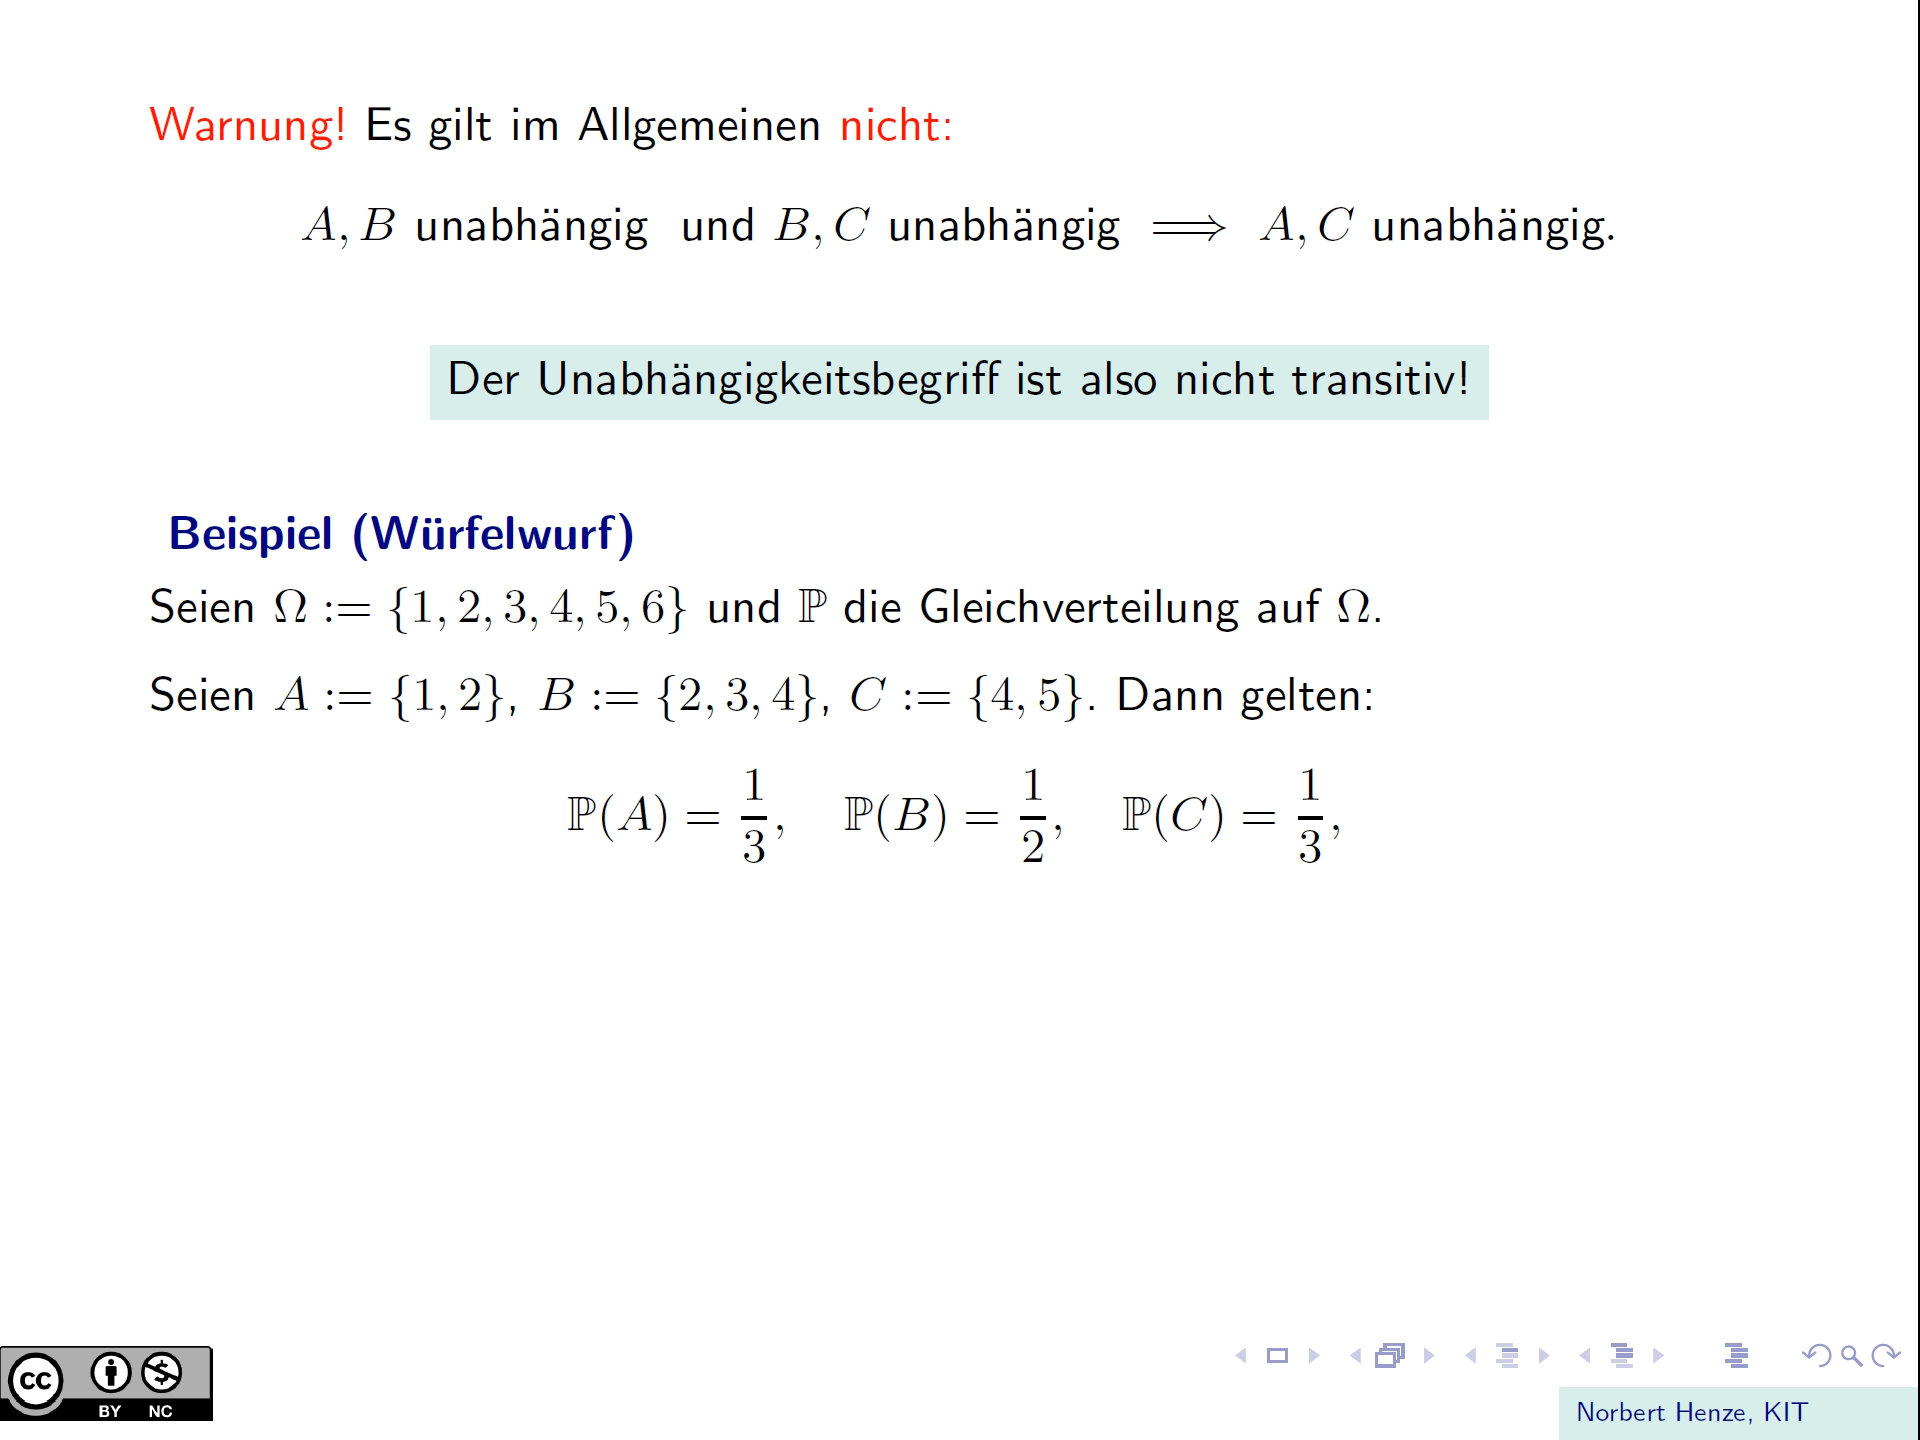 Warnung! Es gilt im Allgemeinen nicht:
A, B unabhängig und B, C unabhängig ⟹ A, C unabhängig.
Der Unabhängigkeitsbegriff ist also nicht transitiv!
Beispiel (Würfelwurf)
Seien Ω := {1, 2, 3, 4, 5, 6} und ℙ die Gleichverteilung auf Ω.
Seien A := {1, 2}, B := {2, 3, 4}, C := {4, 5}. Dann gelten:
ℙ(A) = 1/3, ℙ(B) = 1/2, ℙ(C) = 1/3,
cc BY NC
Norbert Henze, KIT